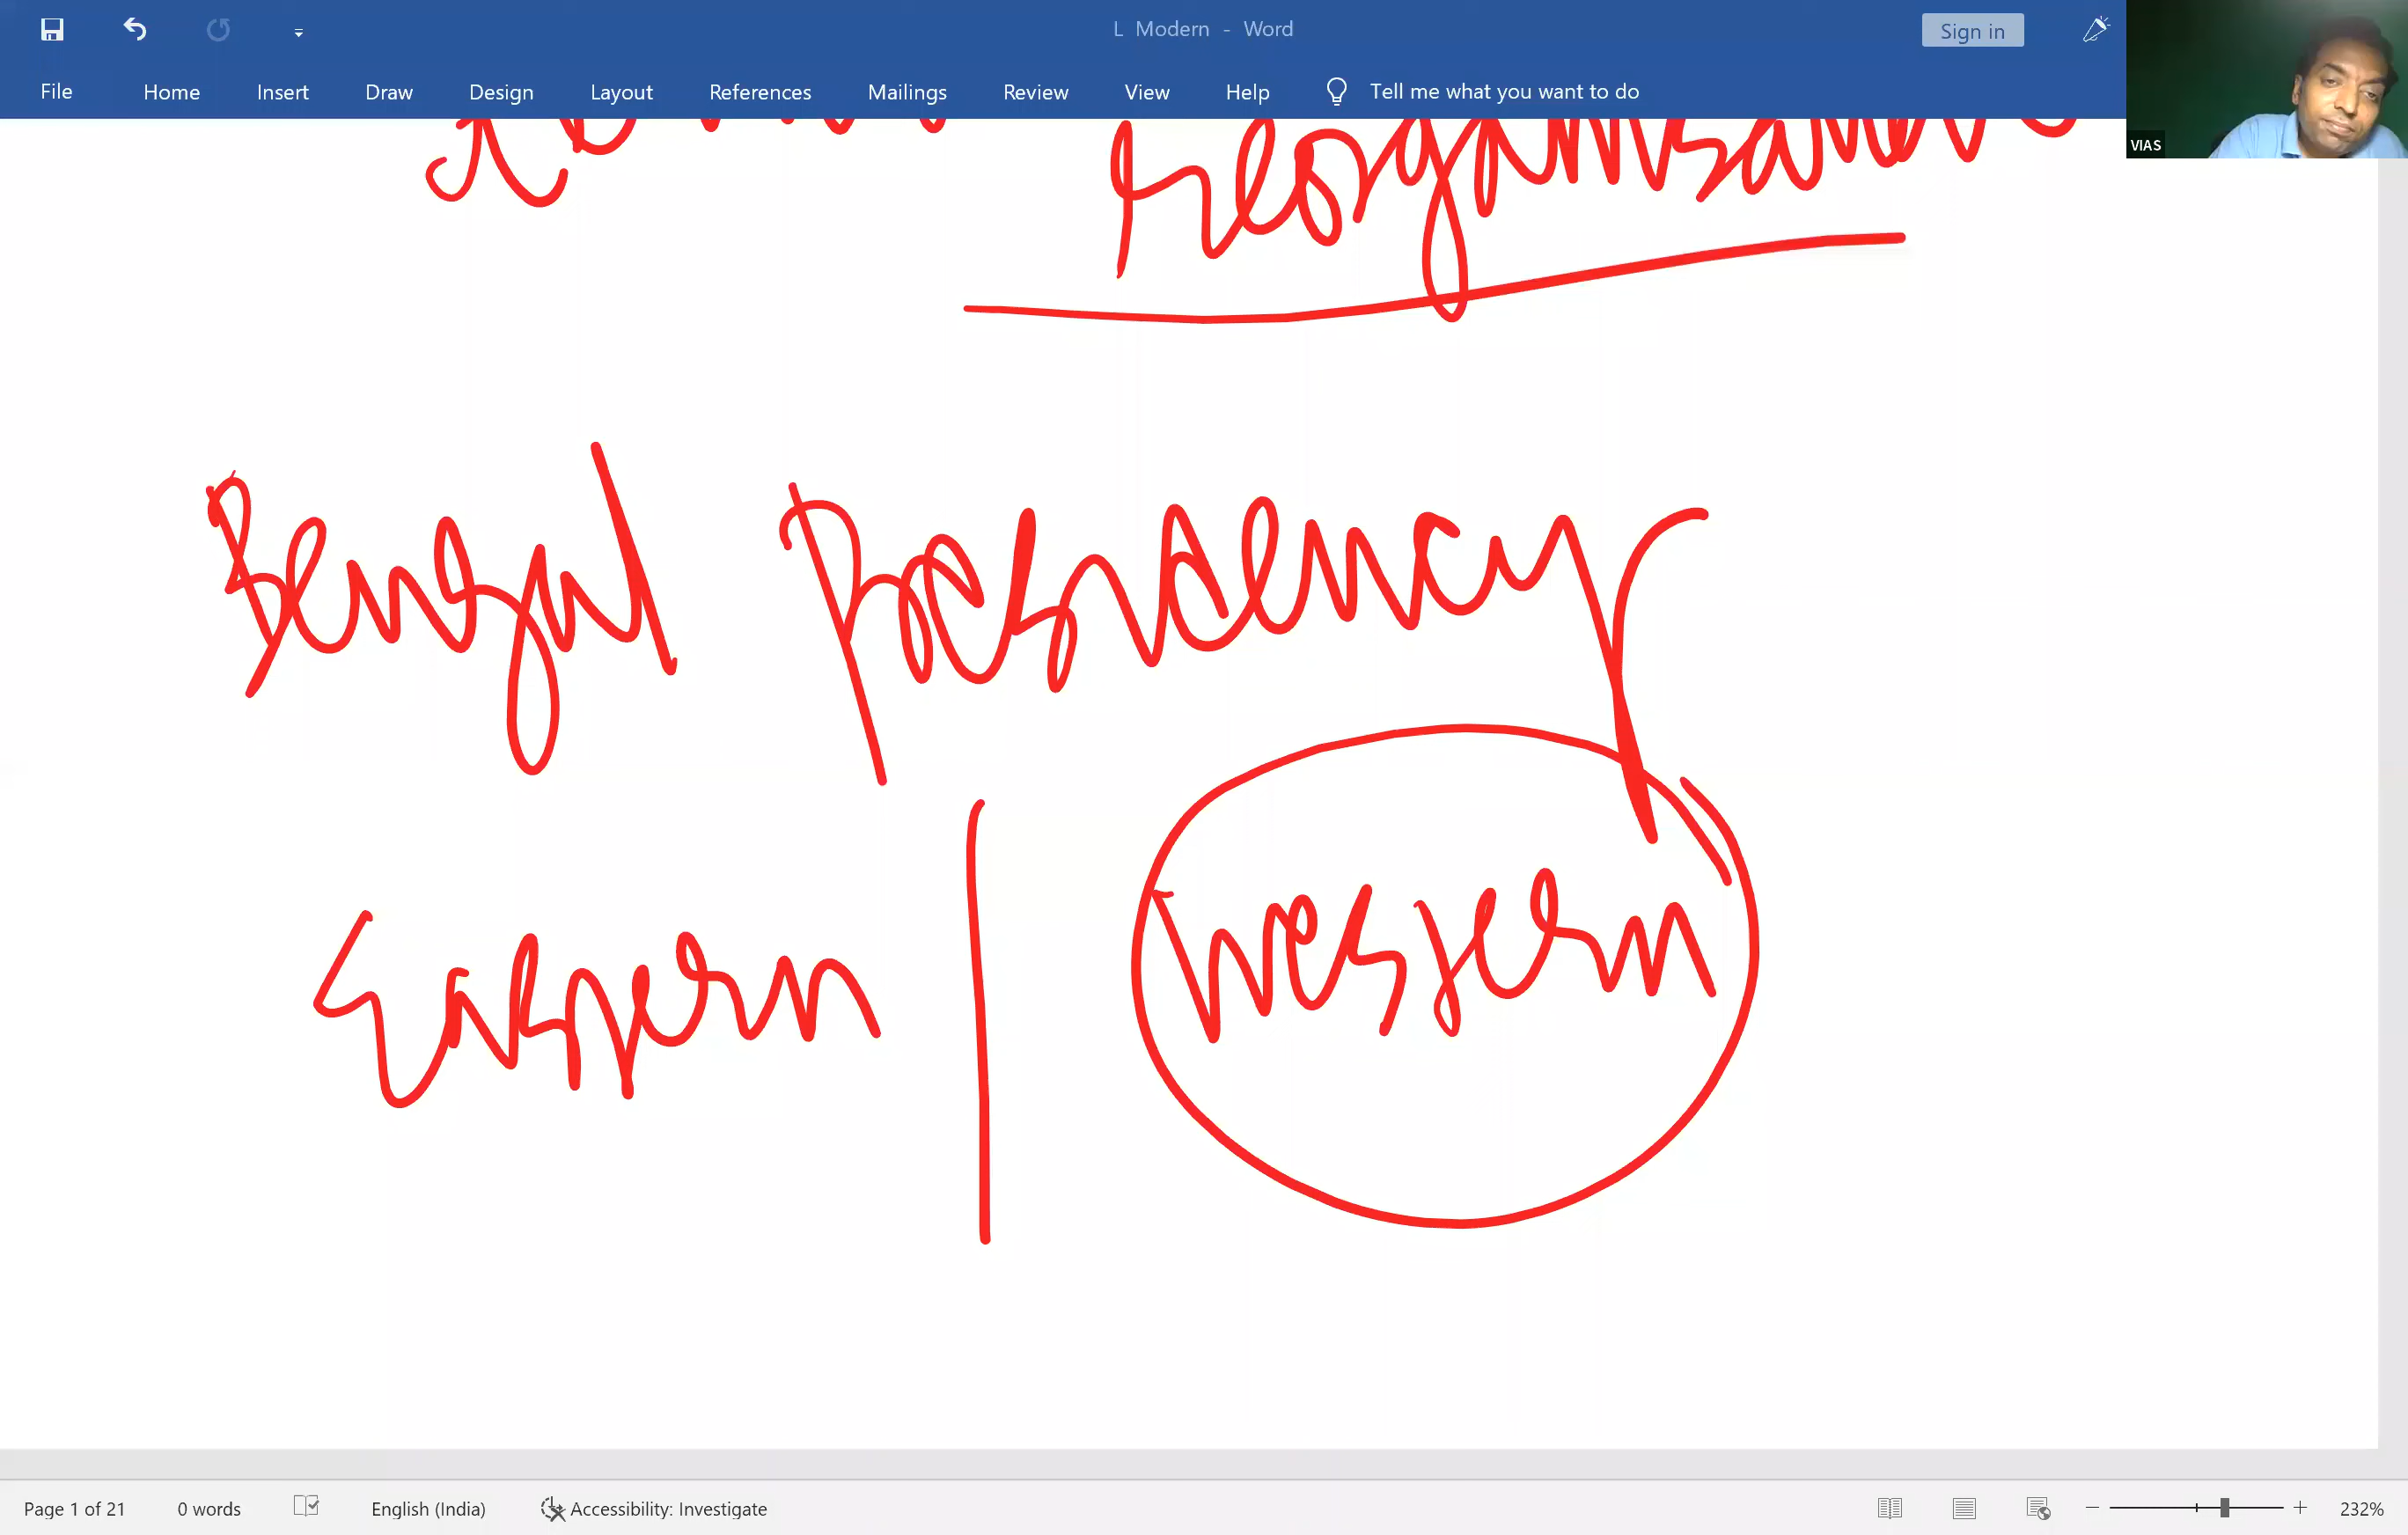 L Modern - Word
Sign in
File Home Insert Draw Design Layout References Mailings Review View Help Tell me what you want to do
VIAS
Bengal Presidency
Eastern | Western
Page 1 of 21 0 words English (India) Accessibility: Investigate 232%